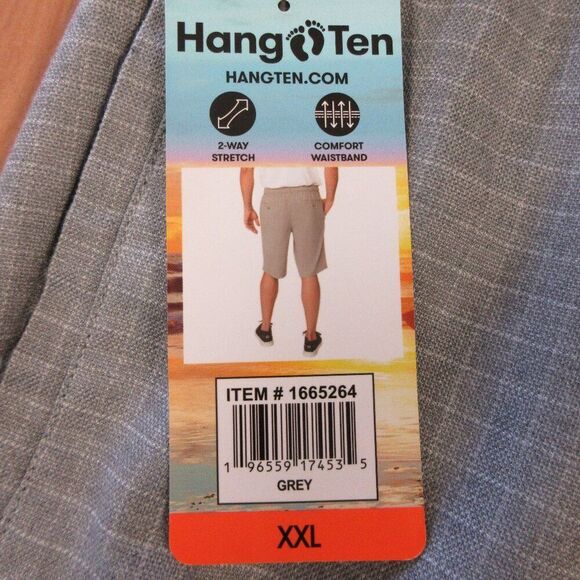 Hang Ten
HANGTEN.COM
2-WAY
STRETCH
COMFORT
WAISTBAND
ITEM # 1665264
1 96559 17453 5
GREY
XXL